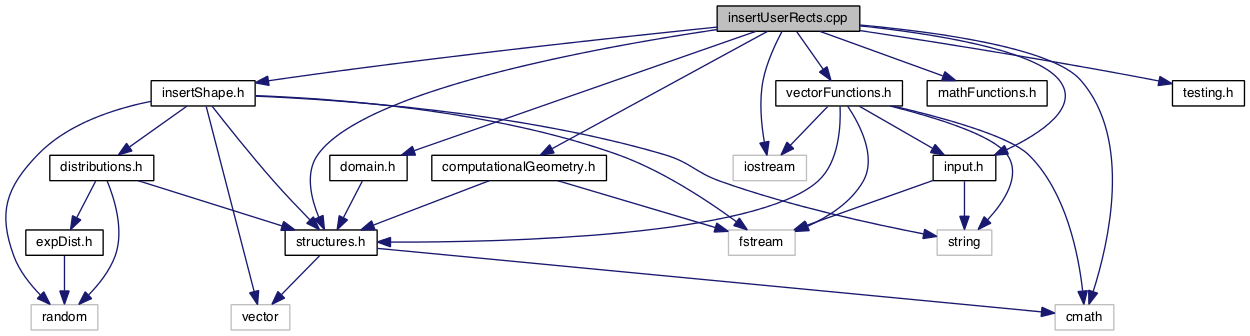 insertUserRects.cpp
insertShape.h
vectorFunctions.h
mathFunctions.h
testing.h
distributions.h
domain.h
computationalGeometry.h
iostream
input.h
expDist.h
structures.h
fstream
string
random
vector
cmath